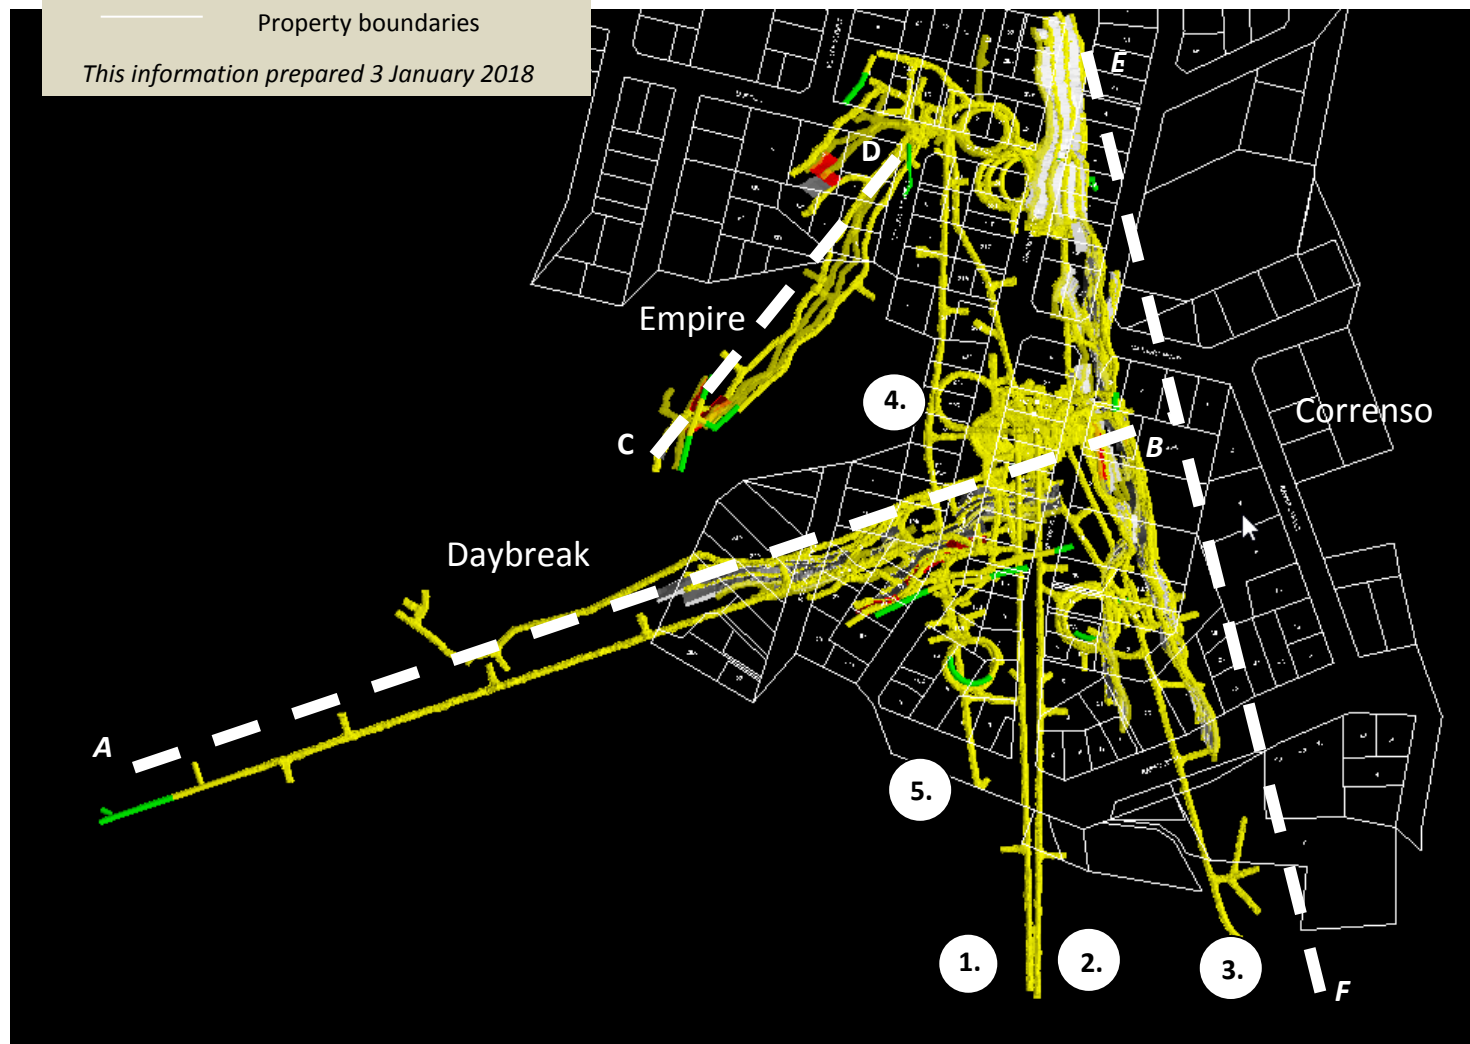 Property boundaries
This information prepared 3 January 2018
E
D
Empire
4.
Correnso
C
B
Daybreak
A
5.
1.
2.
3.
F